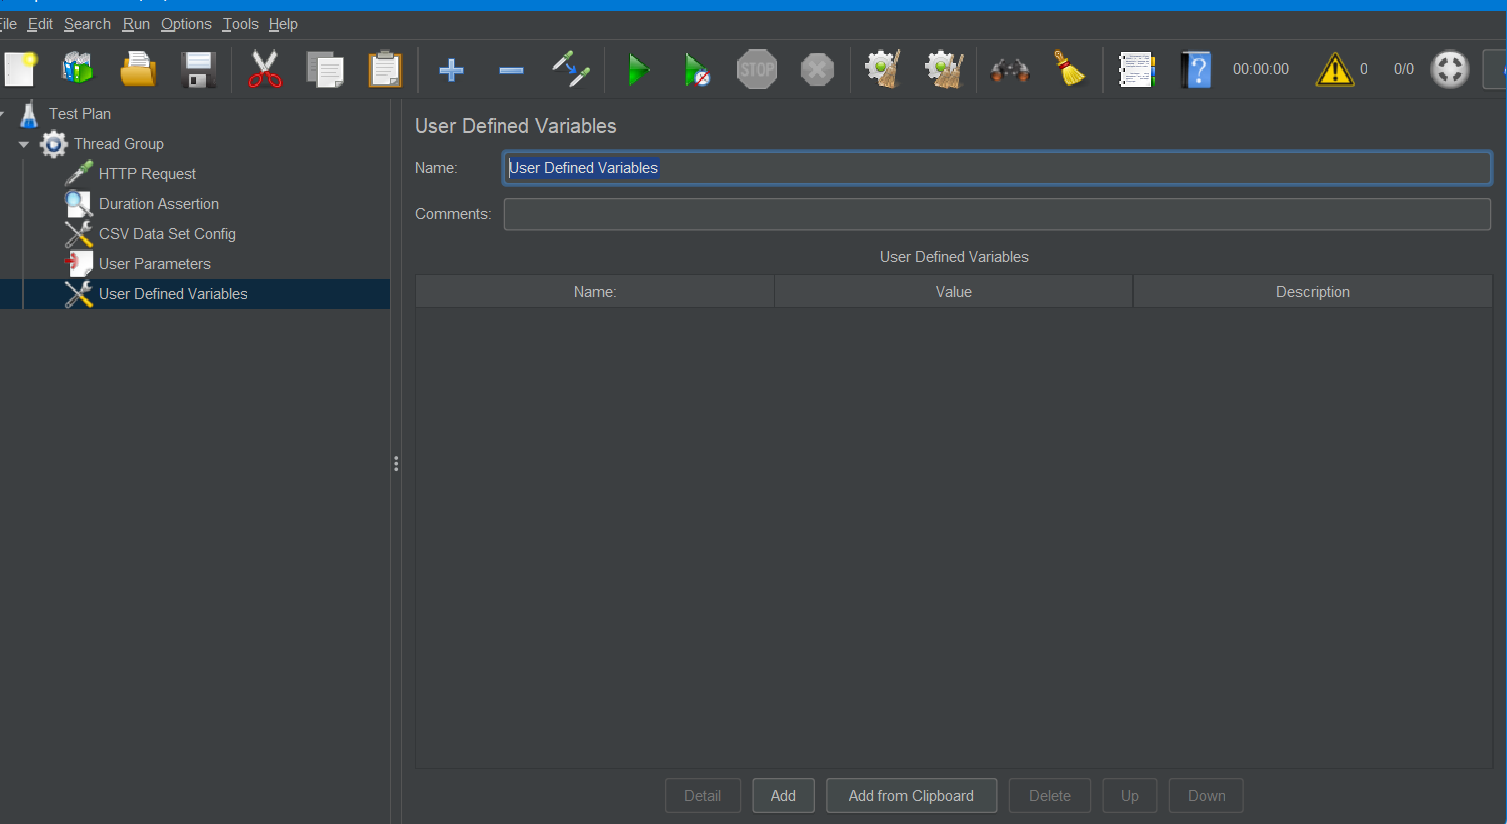 File Edit Search Run Options Tools Help
STOP
00:00:00 0 0/0
Test Plan
Thread Group
HTTP Request
Duration Assertion
CSV Data Set Config
User Parameters
User Defined Variables
User Defined Variables
Name: User Defined Variables
Comments:
User Defined Variables
Name: Value Description
Detail Add Add from Clipboard Delete Up Down